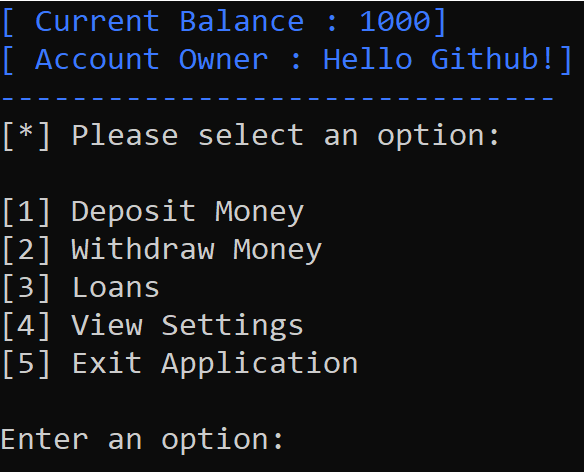 [ Current Balance : 1000]
[ Account Owner : Hello Github!]
-------------------------------
[*] Please select an option:
[1] Deposit Money
[2] Withdraw Money
[3] Loans
[4] View Settings
[5] Exit Application
Enter an option: